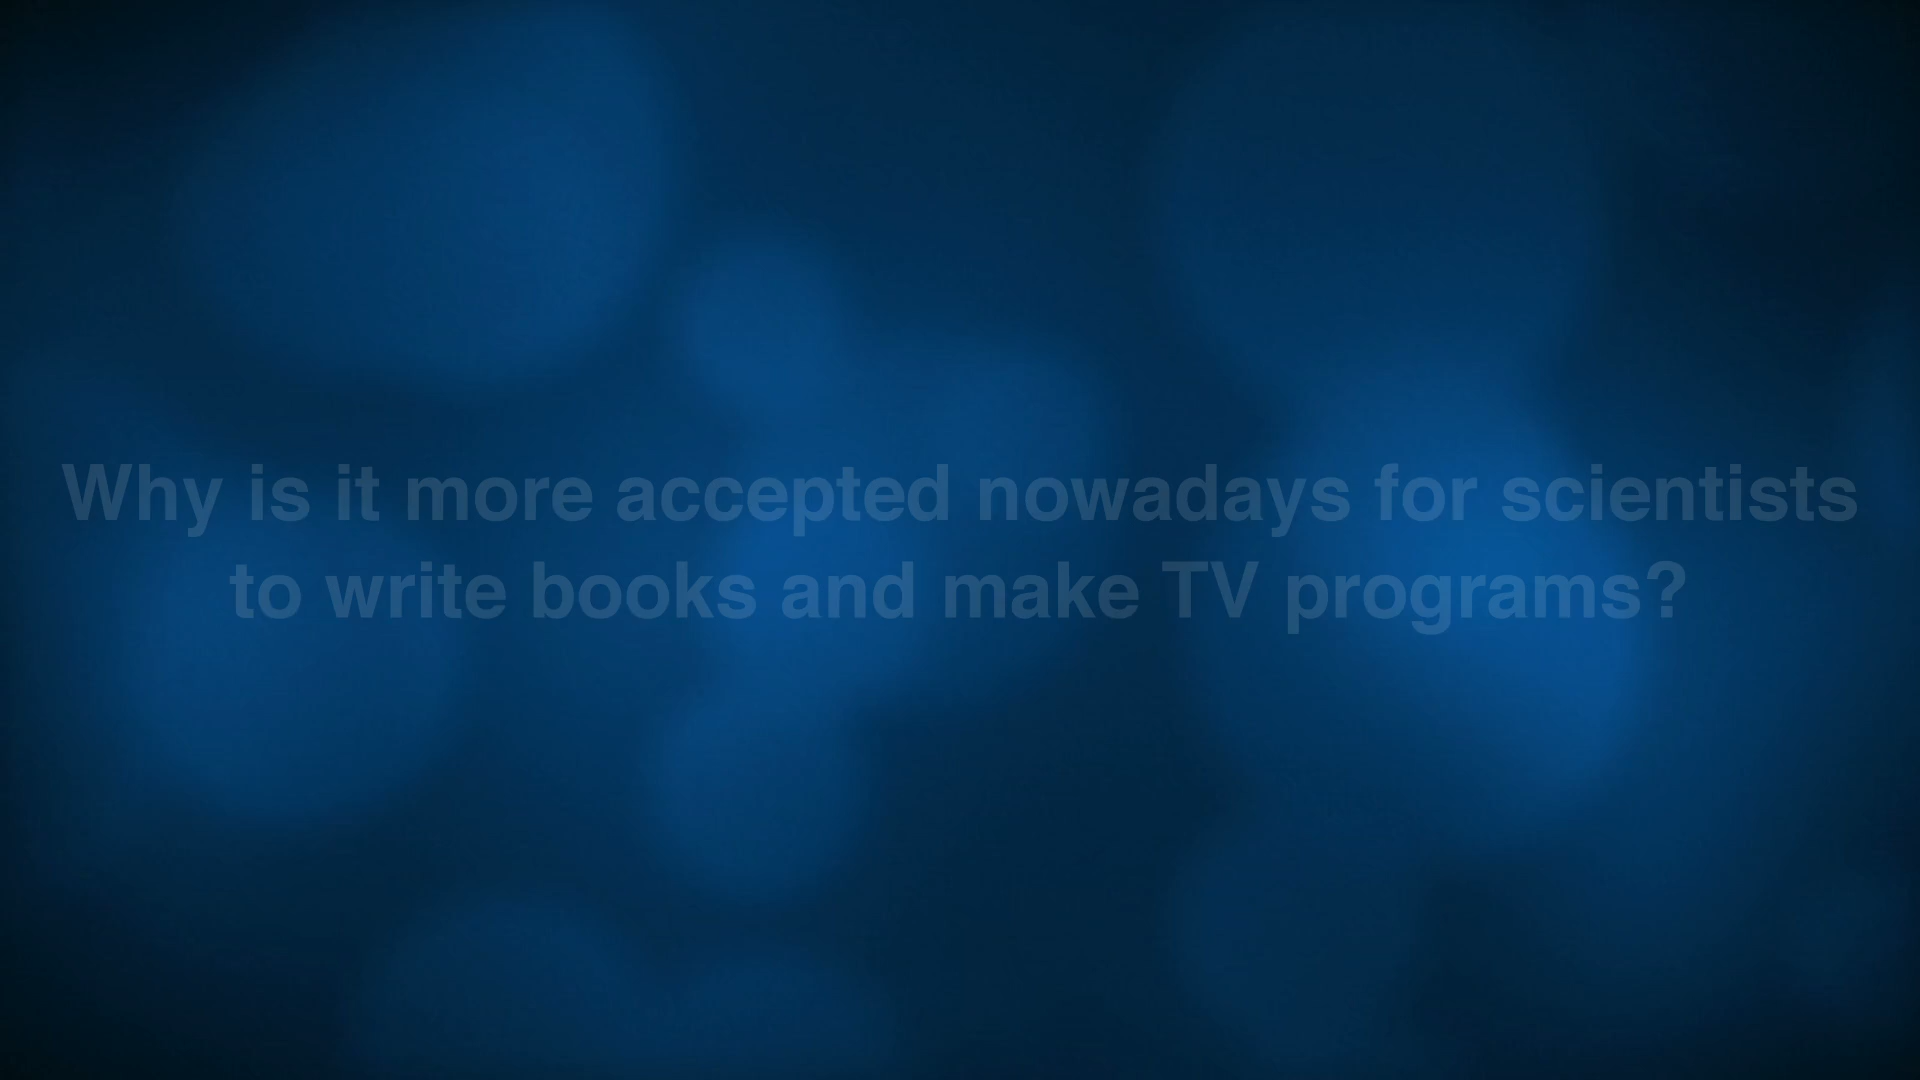 Why is it more accepted nowadays for scientists
to write books and make TV programs?